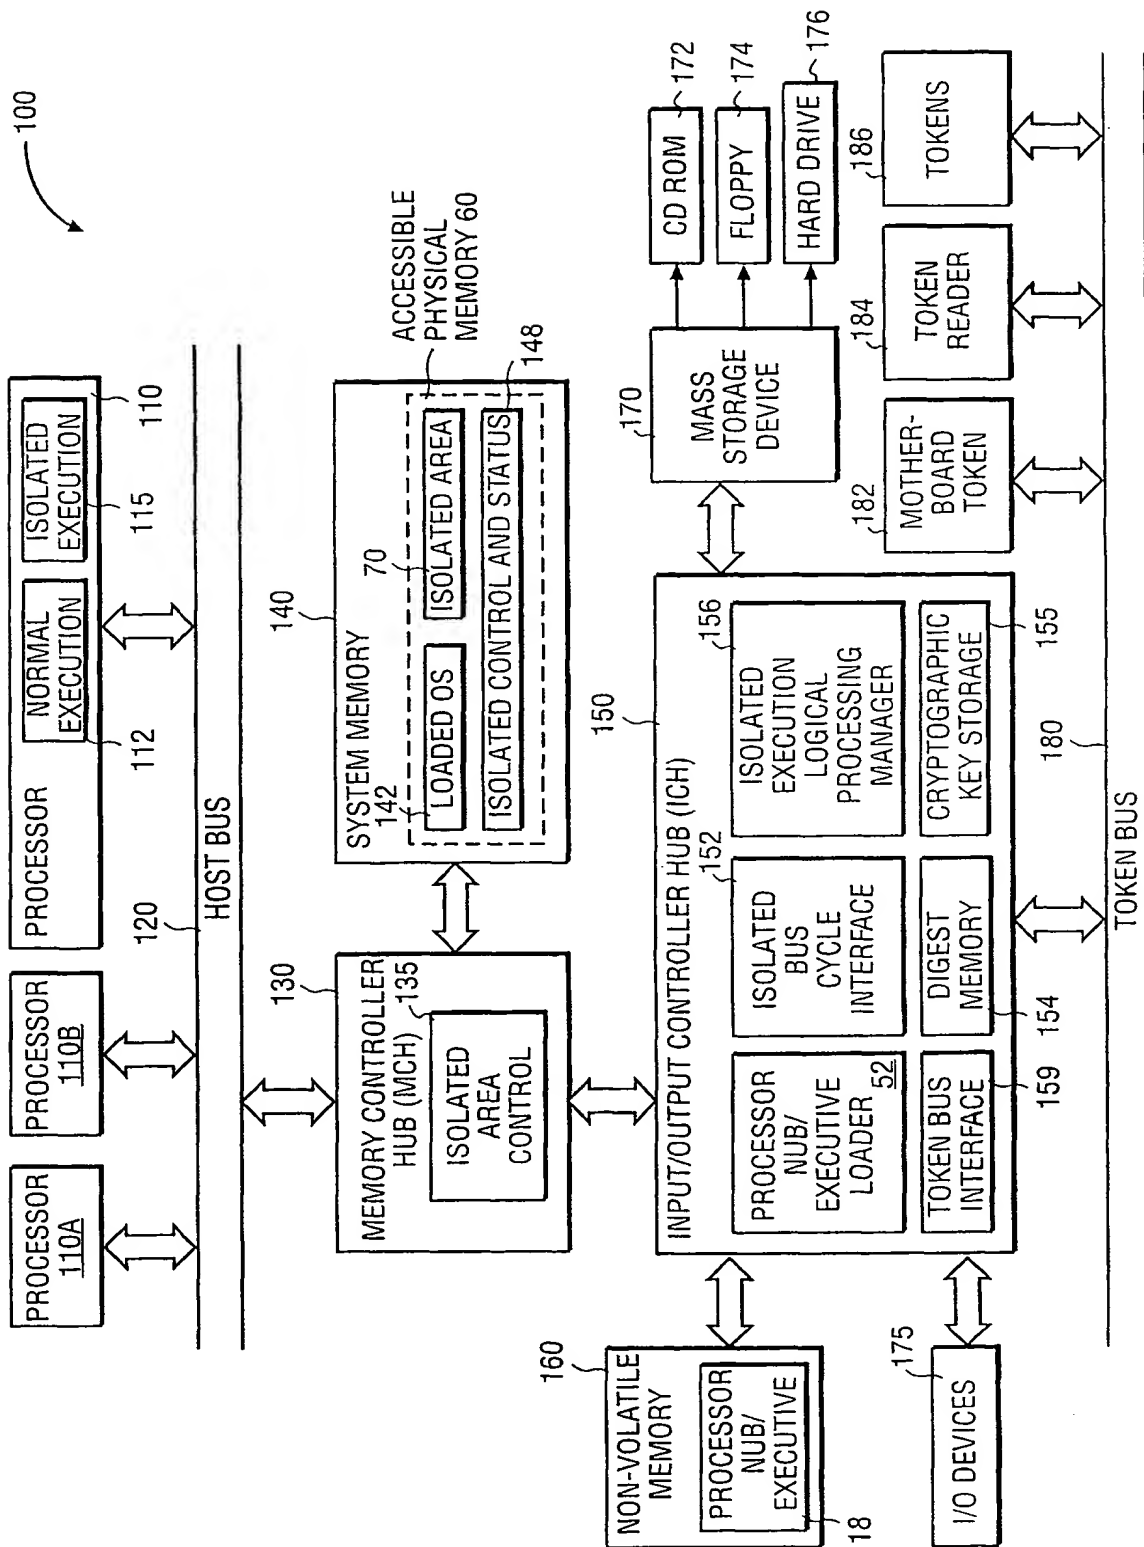 100
PROCESSOR
110A
PROCESSOR
110B
PROCESSOR
NORMAL
EXECUTION
112
ISOLATED
EXECUTION
115
110
120
HOST BUS
130
MEMORY CONTROLLER
HUB (MCH)
135
ISOLATED
AREA
CONTROL
140
SYSTEM MEMORY
142
LOADED OS
70
ISOLATED AREA
ISOLATED CONTROL AND STATUS
148
ACCESSIBLE
PHYSICAL
MEMORY 60
150
INPUT/OUTPUT CONTROLLER HUB (ICH)
PROCESSOR
NUB/
EXECUTIVE
LOADER
52
152
ISOLATED
BUS
CYCLE
INTERFACE
156
ISOLATED
EXECUTION
LOGICAL
PROCESSING
MANAGER
TOKEN BUS
INTERFACE
159
DIGEST
MEMORY
154
CRYPTOGRAPHIC
KEY STORAGE
155
160
NON-VOLATILE
MEMORY
PROCESSOR
NUB/
EXECUTIVE
18
175
I/O DEVICES
170
MASS
STORAGE
DEVICE
CD ROM
172
FLOPPY
174
HARD DRIVE
176
182
MOTHER-
BOARD
TOKEN
184
TOKEN
READER
186
TOKENS
180
TOKEN BUS